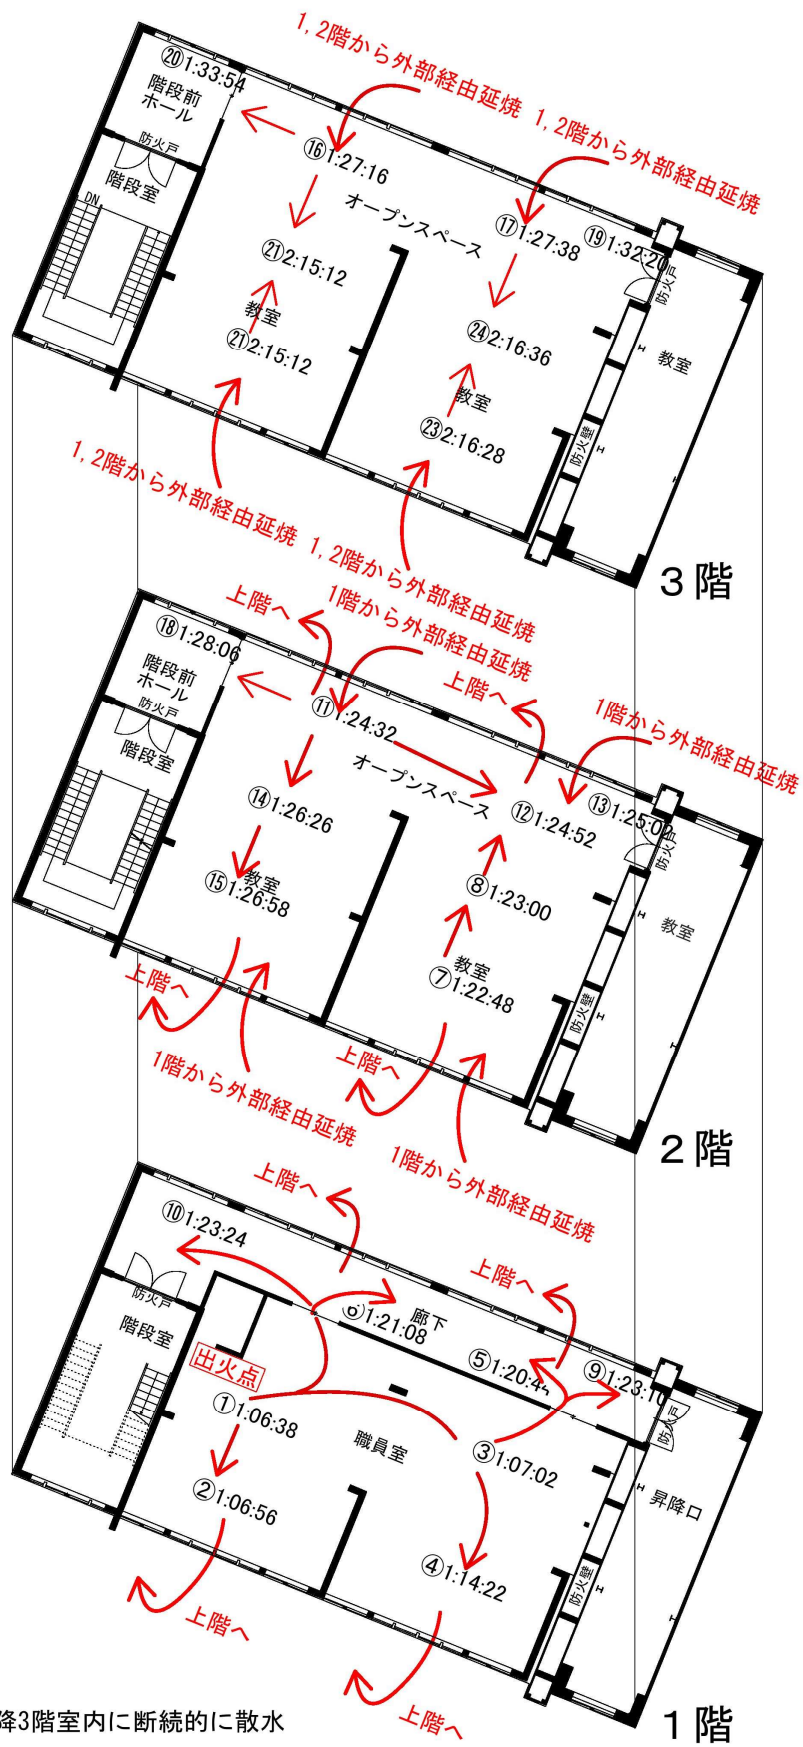 1,2階から外部経由延焼
1,2階から外部経由延焼
⑳1:33:54
階段前
ホール
防火戸
階段室
DN
⑯1:27:16
オープンスペース
⑰1:27:38
⑲1:32:20
防火戸
㉑2:15:12
教室
㉑2:15:12
㉔2:16:36
教室
㉓2:16:28
教室
防火壁
1,2階から外部経由延焼
1,2階から外部経由延焼
3階
上階へ
1階から外部経由延焼
上階へ
1階から外部経由延焼
⑱1:28:06
階段前
ホール
防火戸
階段室
⑪1:24:32
オープンスペース
⑫1:24:52
⑬1:25:02
防火戸
⑭1:26:26
教室
⑮1:26:58
⑧1:23:00
教室
⑦1:22:48
教室
防火壁
上階へ
上階へ
1階から外部経由延焼
1階から外部経由延焼
2階
上階へ
上階へ
⑩1:23:24
防火戸
階段室
⑥1:21:08
廊下
⑤1:20:44
⑨1:23:10
防火戸
出火点
①1:06:38
職員室
③1:07:02
昇降口
②1:06:56
④1:14:22
防火壁
上階へ
上階へ
降3階室内に断続的に散水
1階